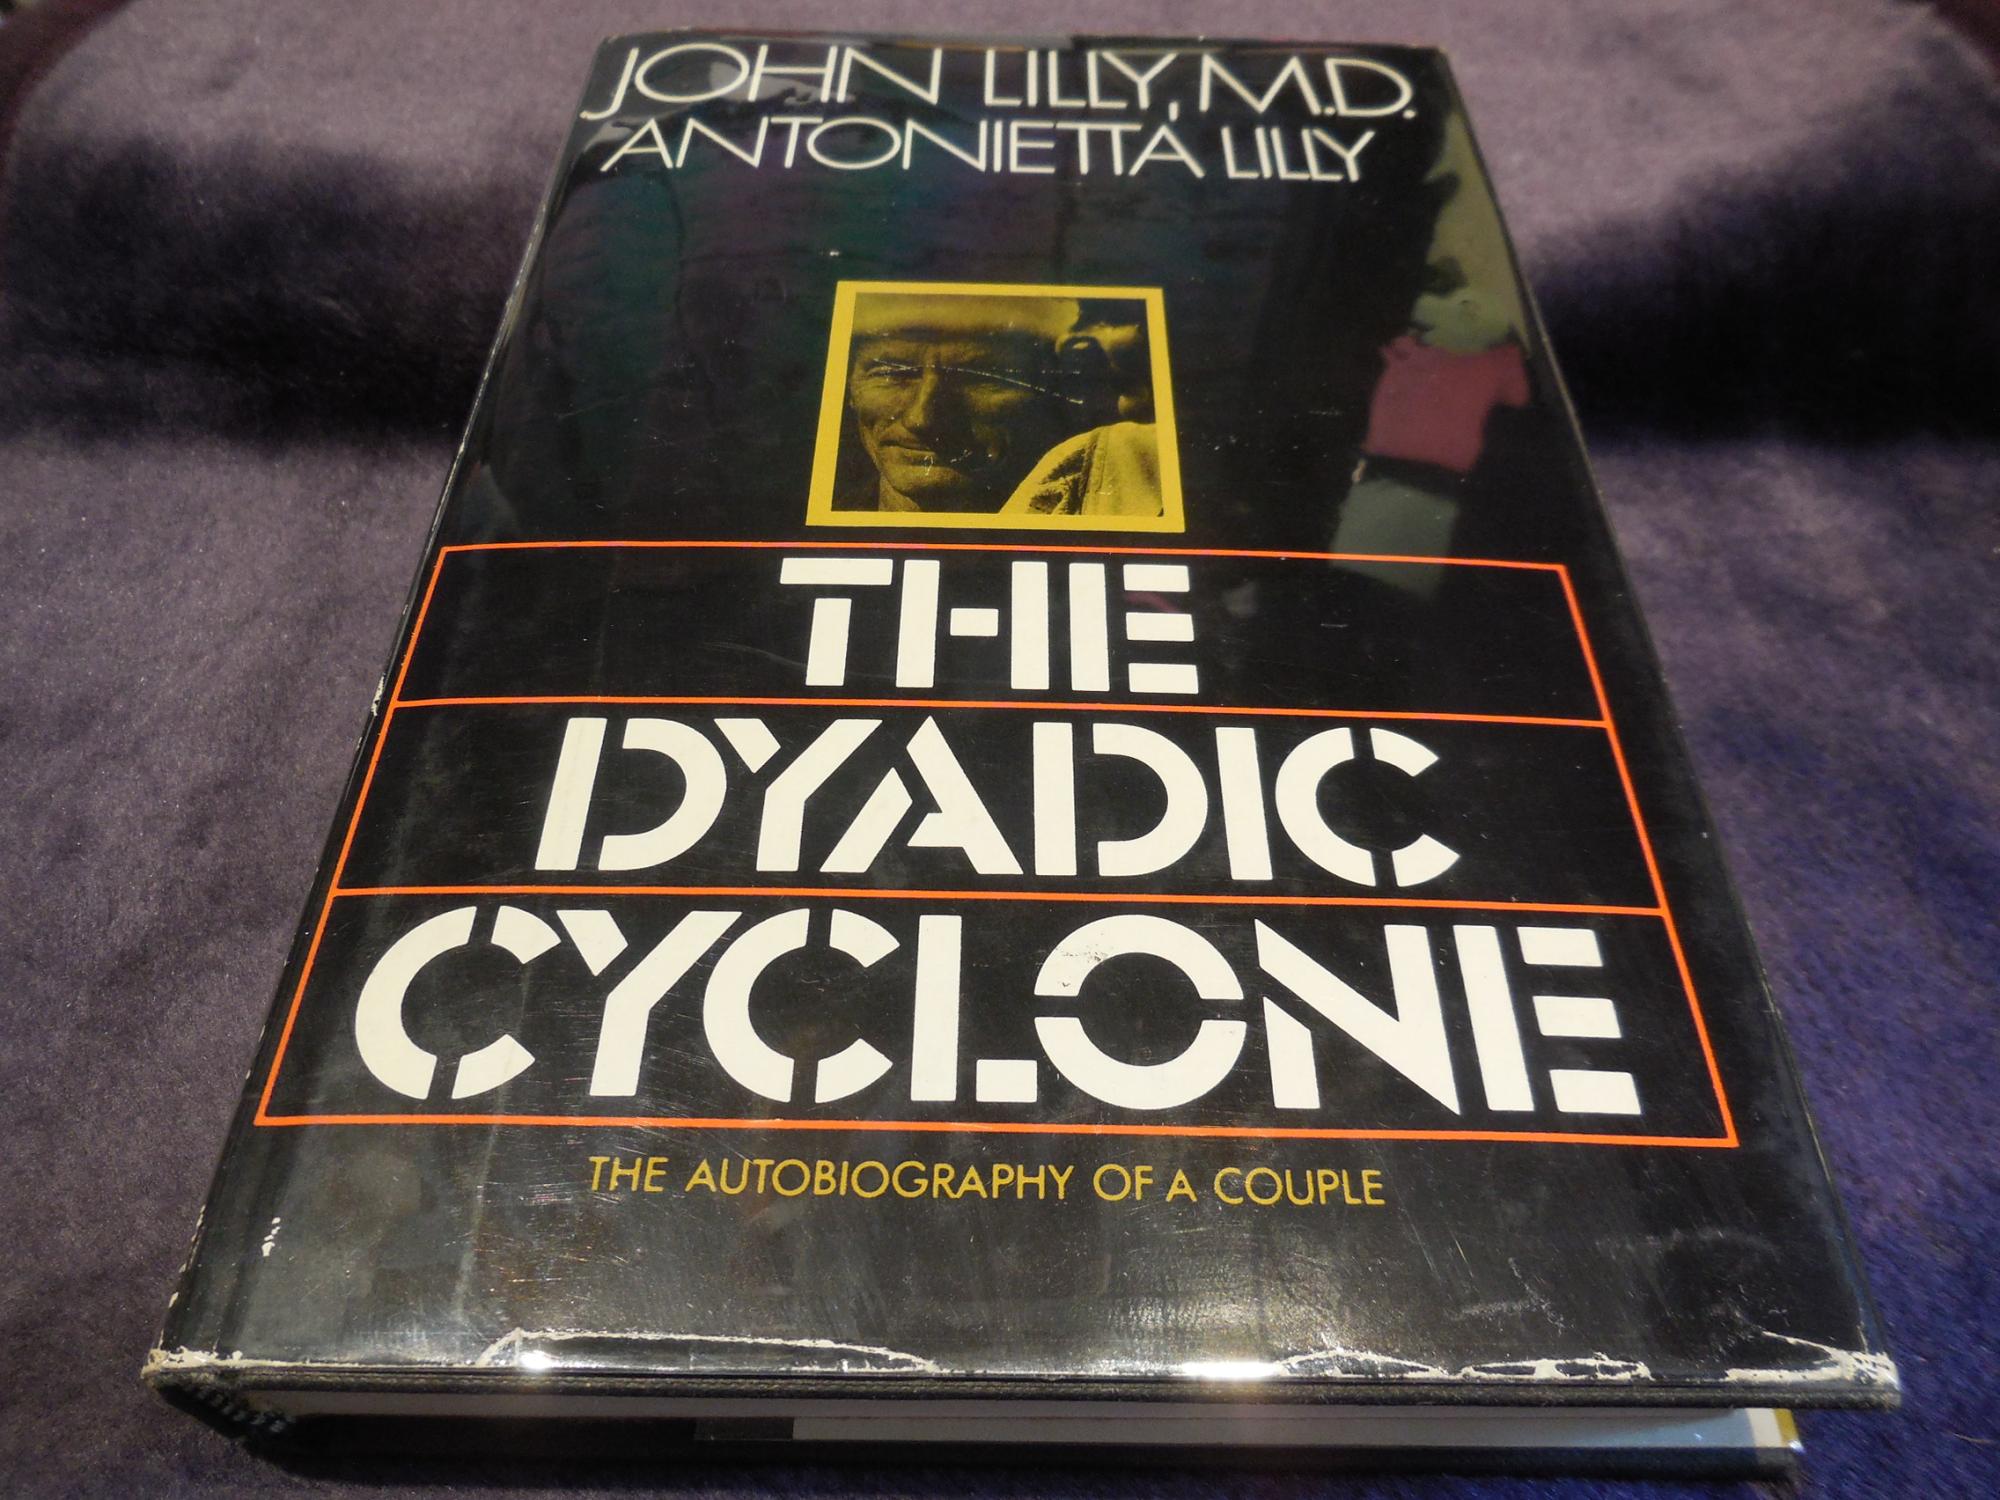 JOHN LILLY, M.D.
ANTONIETTA LILLY
THE
DYADIC
CYCLONE
THE AUTOBIOGRAPHY OF A COUPLE